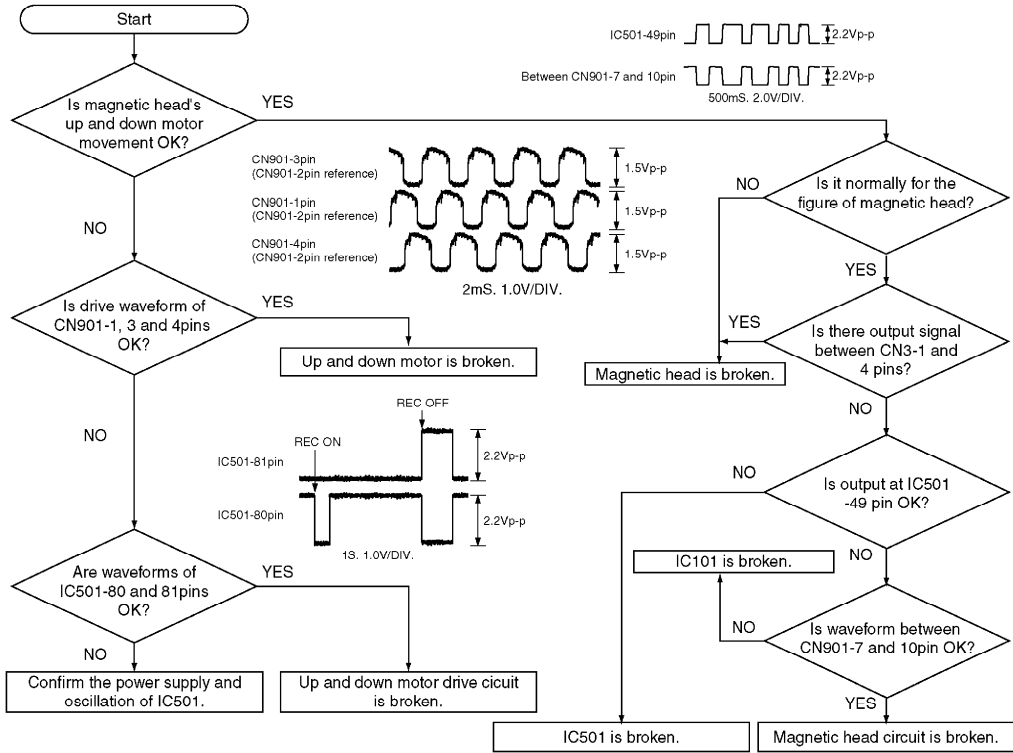 Start
IC501-49pin
2.2Vp-p
Between CN901-7 and 10pin
2.2Vp-p
500mS. 2.0V/DIV.
Is magnetic head's
up and down motor
movement OK?
YES
NO
CN901-3pin
(CN901-2pin reference)
1.5Vp-p
CN901-1pin
(CN901-2pin reference)
1.5Vp-p
CN901-4pin
(CN901-2pin reference)
1.5Vp-p
2mS. 1.0V/DIV.
Is it normally for the
figure of magnetic head?
NO
YES
Is drive waveform of
CN901-1, 3 and 4pins
OK?
YES
NO
Up and down motor is broken.
Is there output signal
between CN3-1 and
4 pins?
YES
NO
Magnetic head is broken.
REC OFF
REC ON
IC501-81pin
2.2Vp-p
IC501-80pin
2.2Vp-p
1S. 1.0V/DIV.
Is output at IC501
-49 pin OK?
NO
NO
IC101 is broken.
Are waveforms of
IC501-80 and 81pins
OK?
YES
NO
Is waveform between
CN901-7 and 10pin OK?
NO
YES
Confirm the power supply and
oscillation of IC501.
Up and down motor drive cicuit
is broken.
IC501 is broken.
Magnetic head circuit is broken.